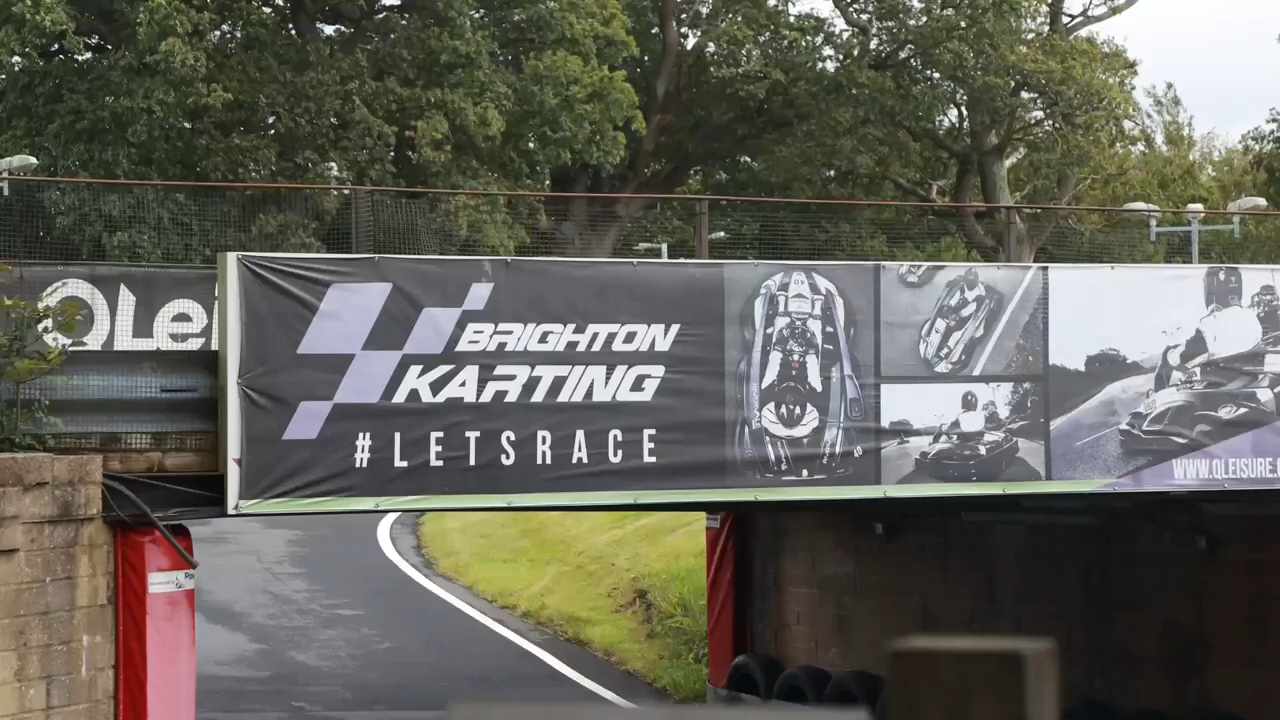 QLei
BRIGHTON
KARTING
#LETSRACE
WWW.QLEISURE.